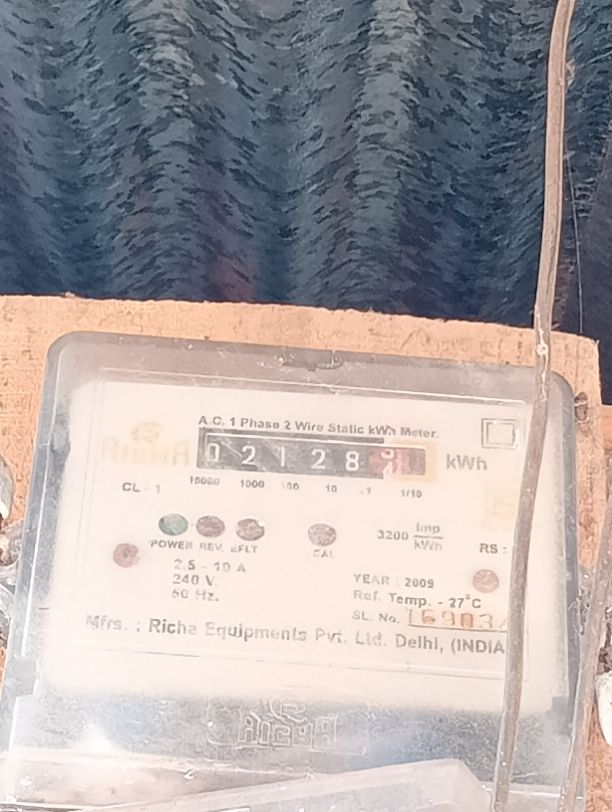 A.C. 1 Phase 2 Wire Static kWh Meter.
RICHA
0 2 1 2 8 kWh
CL - 1
10000 1000 100 10 1 1/10
POWER REV. EFLT CAL
3200 Imp/kWh
RS :
2.5 - 10 A
240 V.
50 Hz.
YEAR : 2009
Ref. Temp. - 27°C
SL. No. 16903
Mfrs. : Richa Equipments Pvt. Ltd. Delhi, (INDIA
RICHA